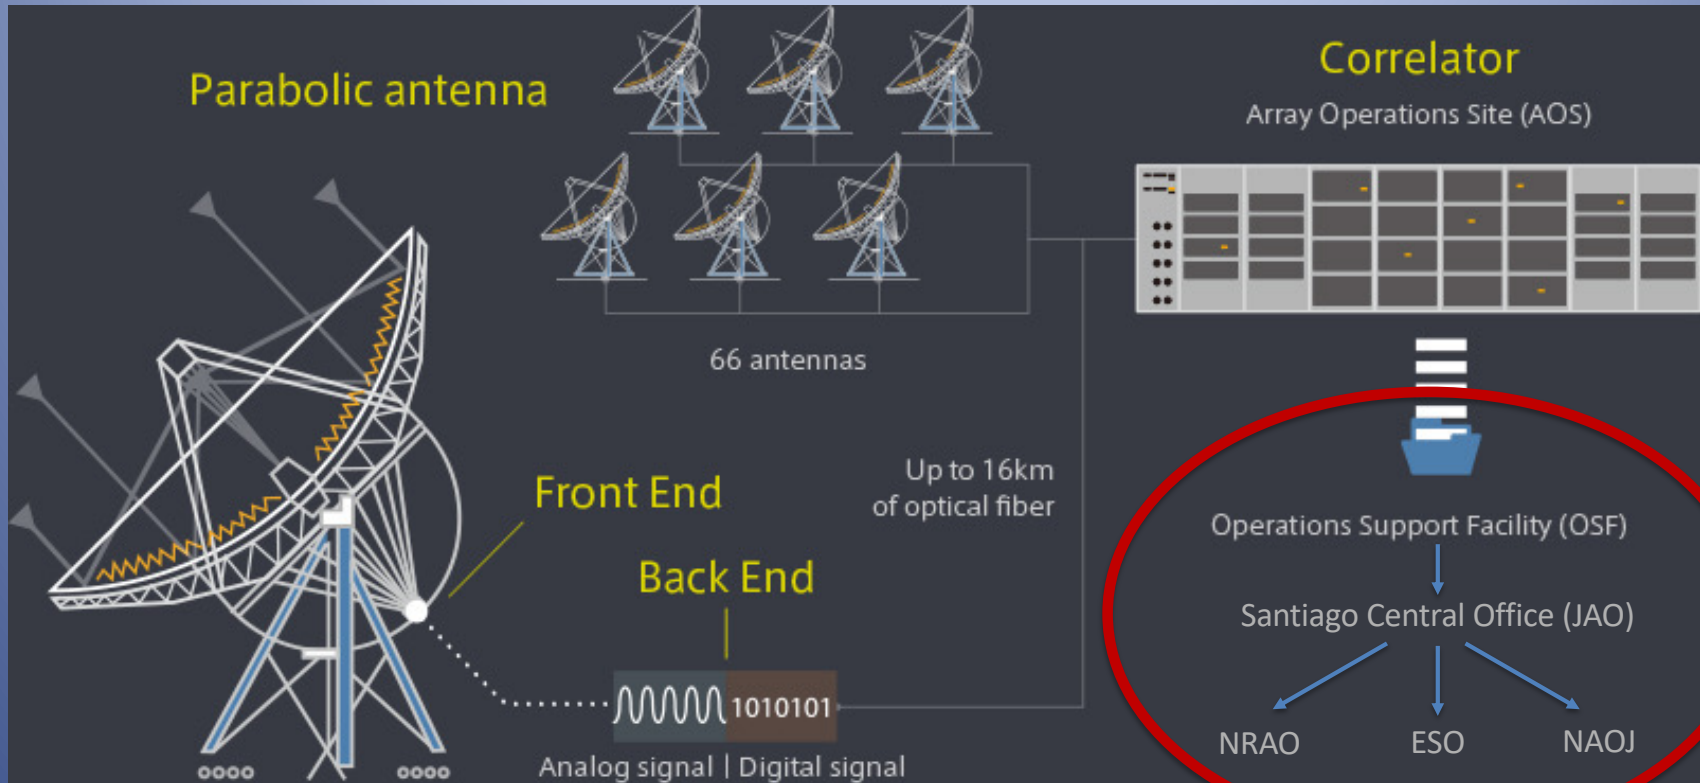 Parabolic antenna
Correlator
Array Operations Site (AOS)
66 antennas
Up to 16km
of optical fiber
Front End
Back End
1010101
Analog signal | Digital signal
Operations Support Facility (OSF)
Santiago Central Office (JAO)
NRAO
ESO
NAOJ